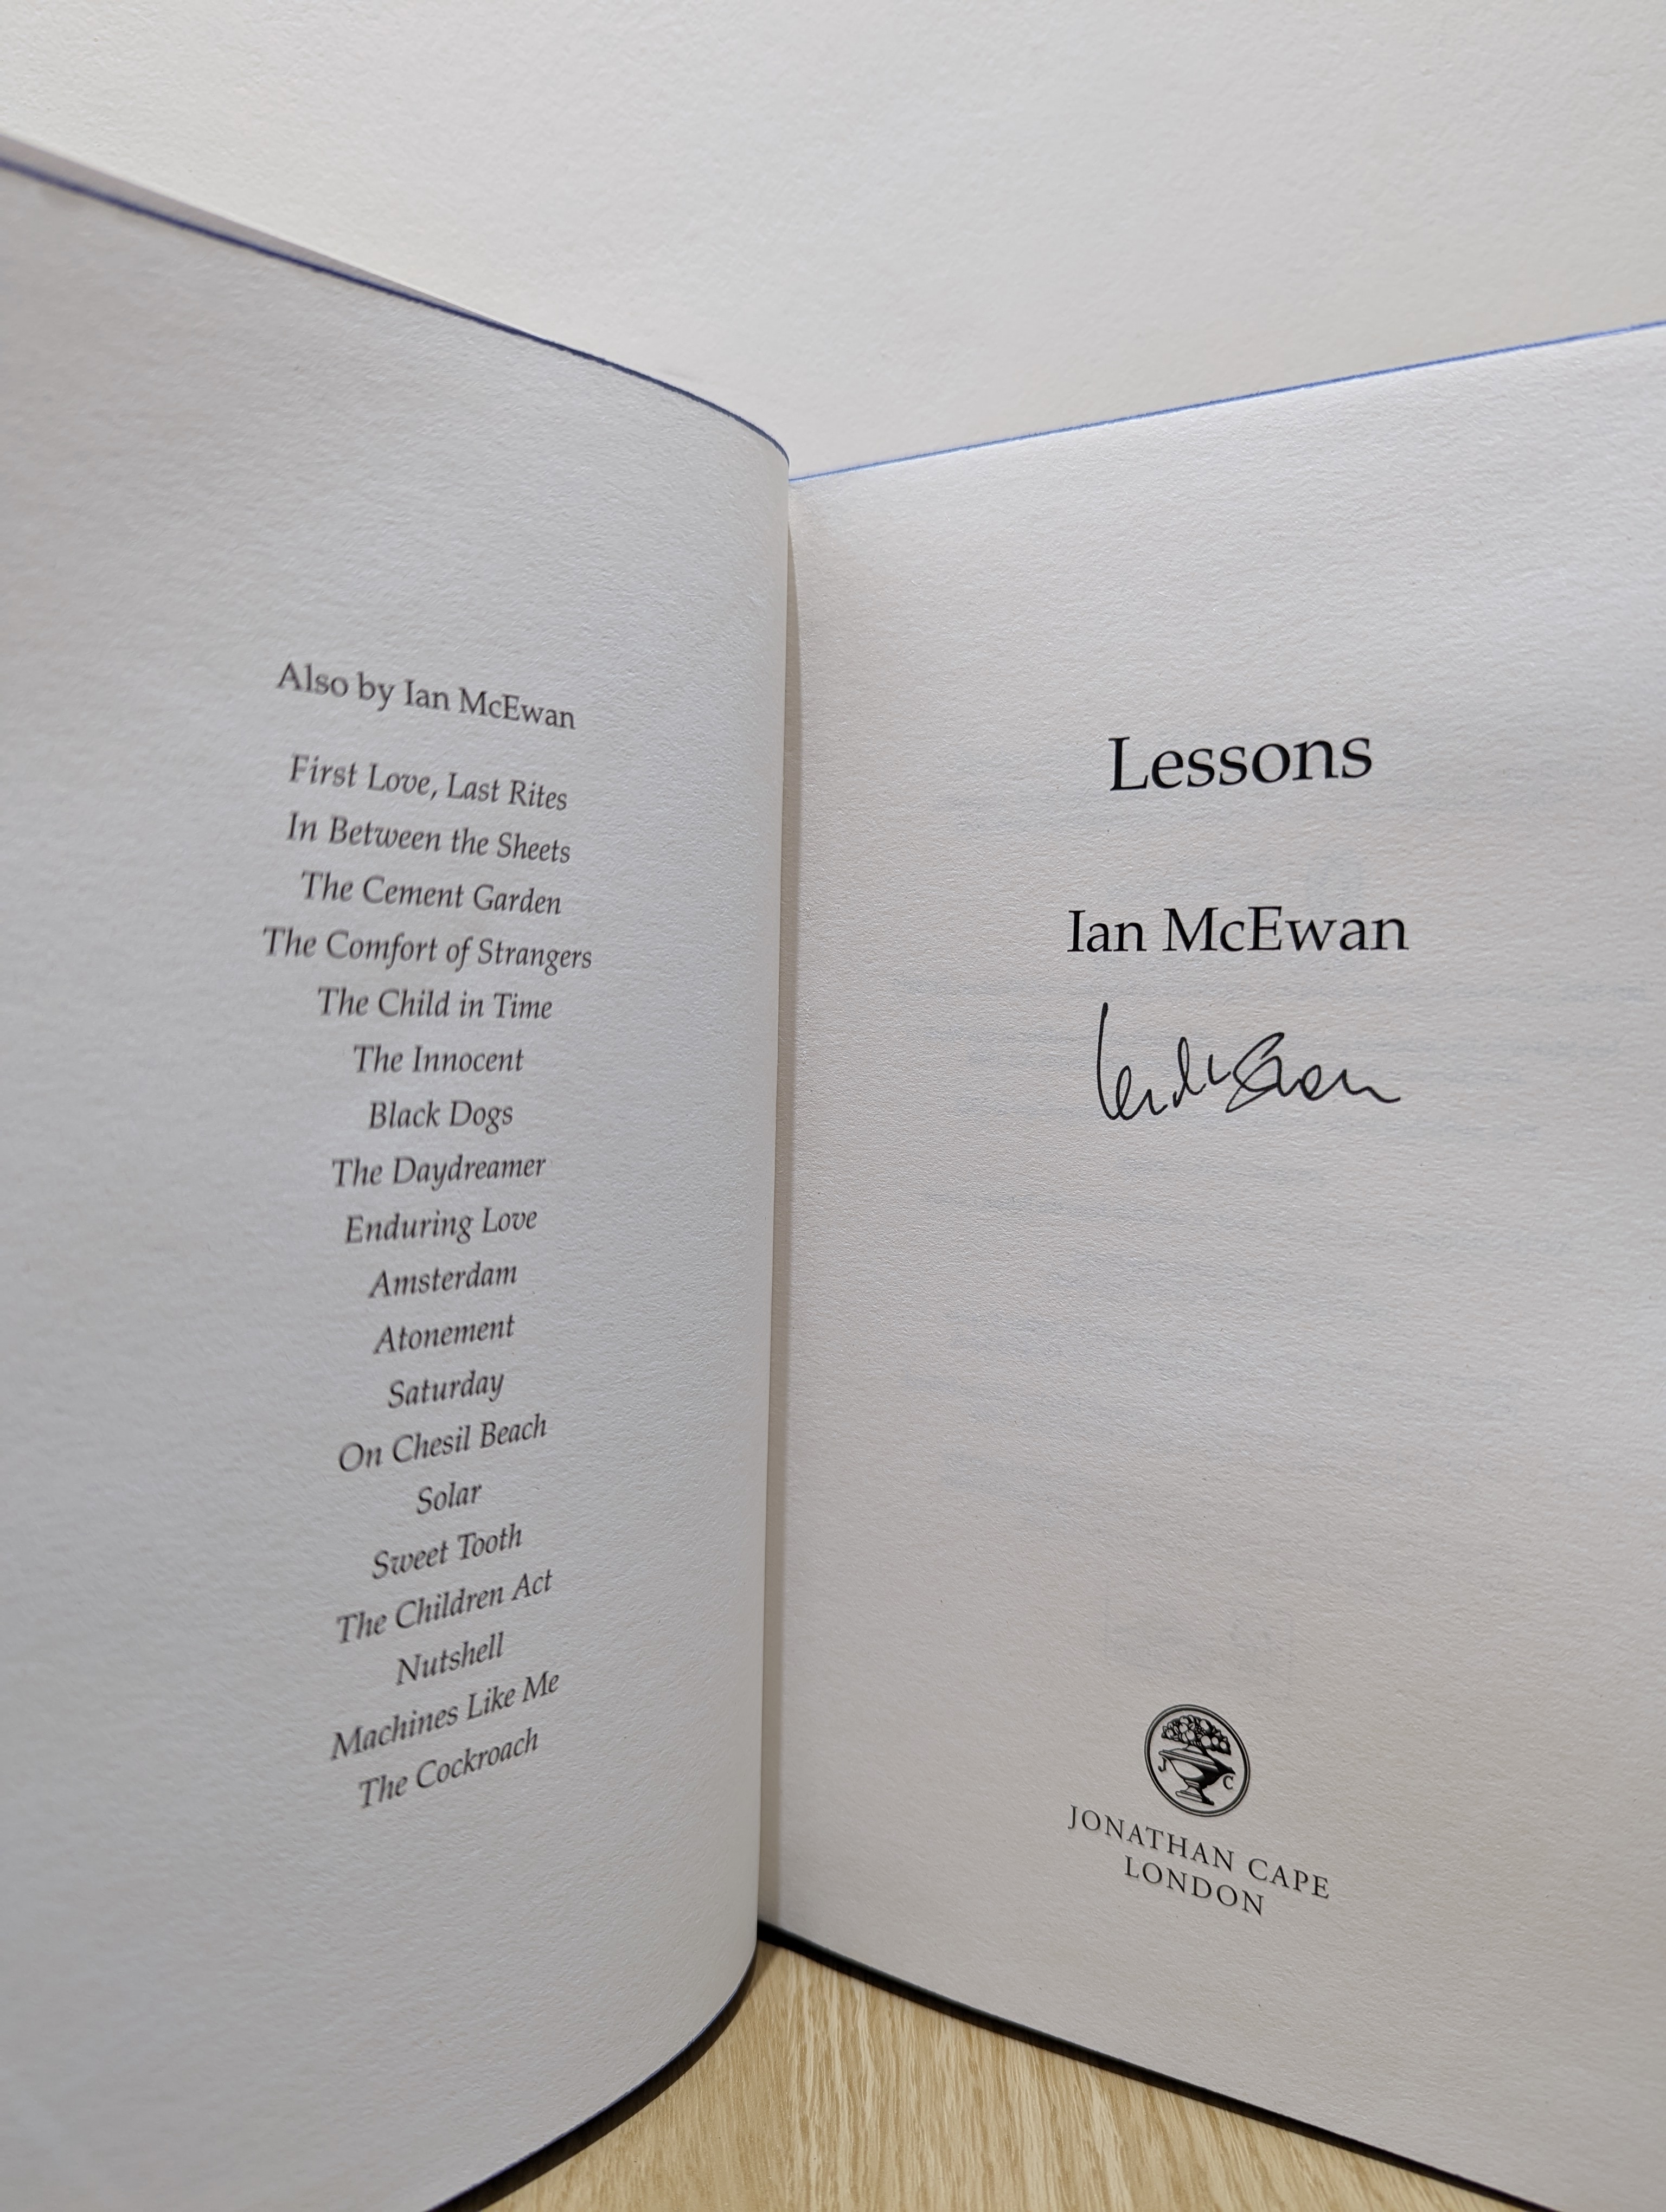 Also by Ian McEwan
First Love, Last Rites
In Between the Sheets
The Cement Garden
The Comfort of Strangers
The Child in Time
The Innocent
Black Dogs
The Daydreamer
Enduring Love
Amsterdam
Atonement
Saturday
On Chesil Beach
Solar
Sweet Tooth
The Children Act
Nutshell
Machines Like Me
The Cockroach
Lessons
Ian McEwan
Ian McEwan
J C
JONATHAN CAPE
LONDON